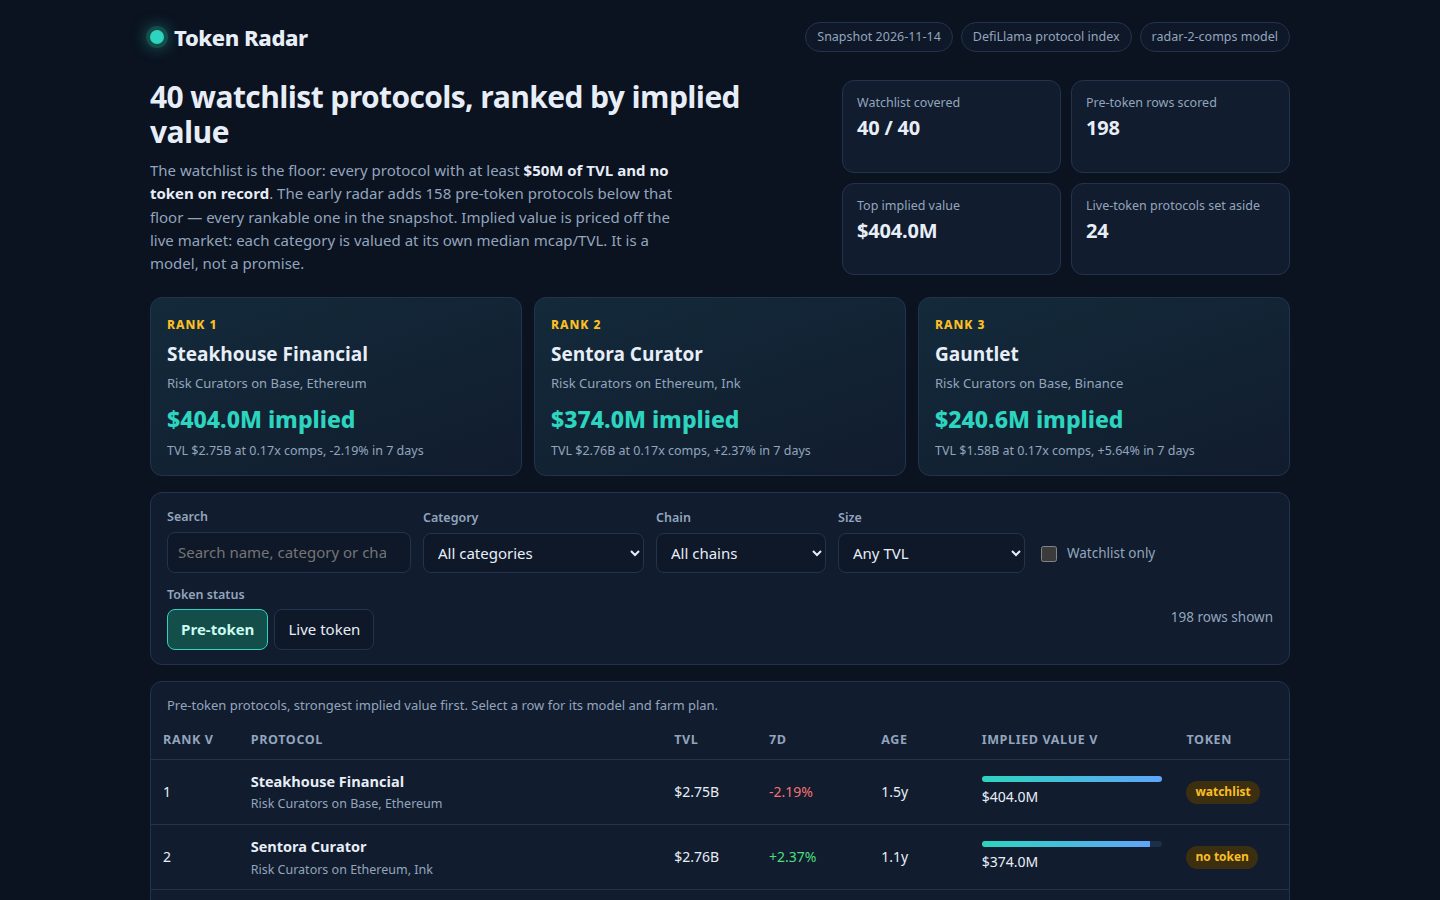 Token Radar
Snapshot 2026-11-14
DefiLlama protocol index
radar-2-comps model
40 watchlist protocols, ranked by implied
value
The watchlist is the floor: every protocol with at least $50M of TVL and no
token on record. The early radar adds 158 pre-token protocols below that
floor — every rankable one in the snapshot. Implied value is priced off the
live market: each category is valued at its own median mcap/TVL. It is a
model, not a promise.
Watchlist covered
40 / 40
Pre-token rows scored
198
Top implied value
$404.0M
Live-token protocols set aside
24
RANK 1
Steakhouse Financial
Risk Curators on Base, Ethereum
$404.0M implied
TVL $2.75B at 0.17x comps, -2.19% in 7 days
RANK 2
Sentora Curator
Risk Curators on Ethereum, Ink
$374.0M implied
TVL $2.76B at 0.17x comps, +2.37% in 7 days
RANK 3
Gauntlet
Risk Curators on Base, Binance
$240.6M implied
TVL $1.58B at 0.17x comps, +5.64% in 7 days
Search
Search name, category or cha
Category
All categories
Chain
All chains
Size
Any TVL
Watchlist only
Token status
Pre-token
Live token
198 rows shown
Pre-token protocols, strongest implied value first. Select a row for its model and farm plan.
RANK V PROTOCOL TVL 7D AGE IMPLIED VALUE V TOKEN
1 Steakhouse Financial $2.75B -2.19% 1.5y $404.0M watchlist
Risk Curators on Base, Ethereum
2 Sentora Curator $2.76B +2.37% 1.1y $374.0M no token
Risk Curators on Ethereum, Ink